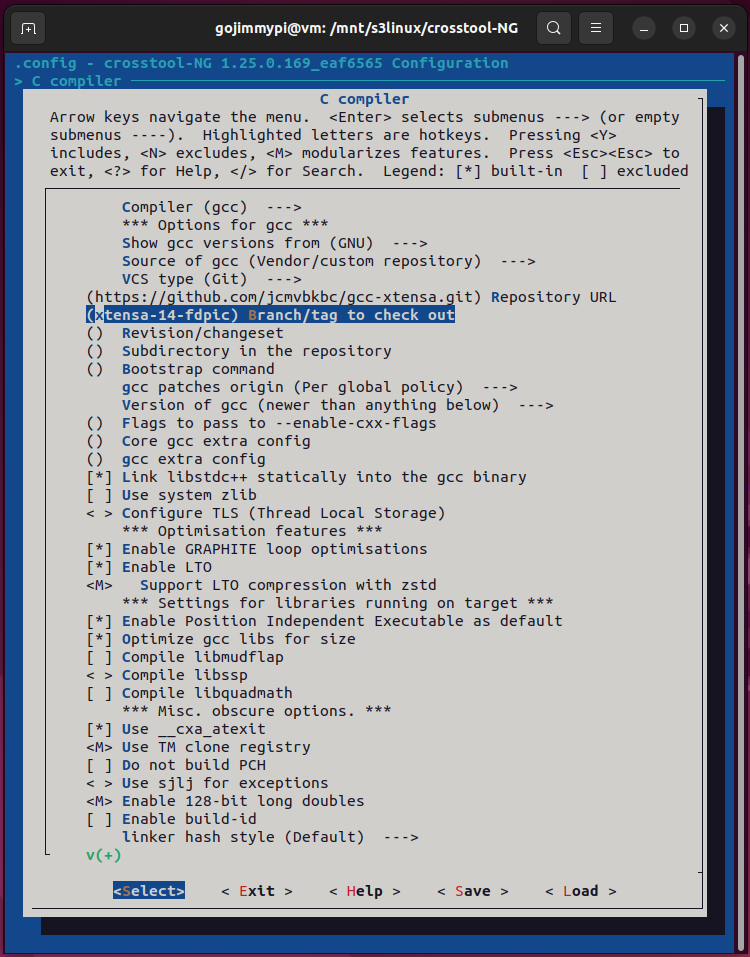 gojimmypi@vm: /mnt/s3linux/crosstool-NG
.config - crosstool-NG 1.25.0.169_eaf6565 Configuration
> C compiler
C compiler
Arrow keys navigate the menu.  <Enter> selects submenus ---> (or empty
submenus ----).  Highlighted letters are hotkeys.  Pressing <Y>
includes, <N> excludes, <M> modularizes features.  Press <Esc><Esc> to
exit, <?> for Help, </> for Search.  Legend: [*] built-in  [ ] excluded
Compiler (gcc)  --->
*** Options for gcc ***
Show gcc versions from (GNU)  --->
Source of gcc (Vendor/custom repository)  --->
VCS type (Git)  --->
(https://github.com/jcmvbkbc/gcc-xtensa.git) Repository URL
(xtensa-14-fdpic) Branch/tag to check out
()  Revision/changeset
()  Subdirectory in the repository
()  Bootstrap command
gcc patches origin (Per global policy)  --->
Version of gcc (newer than anything below)  --->
()  Flags to pass to --enable-cxx-flags
()  Core gcc extra config
()  gcc extra config
[*] Link libstdc++ statically into the gcc binary
[ ] Use system zlib
< > Configure TLS (Thread Local Storage)
*** Optimisation features ***
[*] Enable GRAPHITE loop optimisations
[*] Enable LTO
<M>   Support LTO compression with zstd
*** Settings for libraries running on target ***
[*] Enable Position Independent Executable as default
[*] Optimize gcc libs for size
[ ] Compile libmudflap
< > Compile libssp
[ ] Compile libquadmath
*** Misc. obscure options. ***
[*] Use __cxa_atexit
<M> Use TM clone registry
[ ] Do not build PCH
< > Use sjlj for exceptions
<M> Enable 128-bit long doubles
[ ] Enable build-id
linker hash style (Default)  --->
v(+)
<Select>    < Exit >    < Help >    < Save >    < Load >